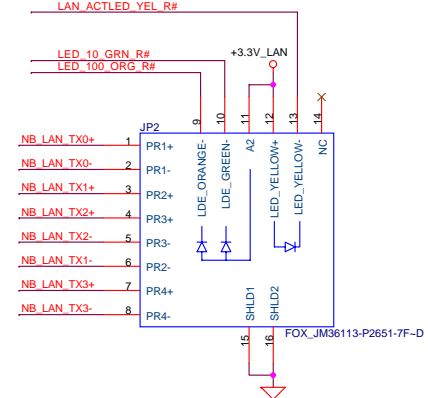 LAN_ACTLED_YEL_R#
LED_10_GRN_R#
LED_100_ORG_R#
+3.3V_LAN
JP2
9
10
11
12
13
14
LDE_ORANGE-
LDE_GREEN-
A2
LED_YELLOW+
LED_YELLOW-
NC
NB_LAN_TX0+ 1 PR1+
NB_LAN_TX0- 2 PR1-
NB_LAN_TX1+ 3 PR2+
NB_LAN_TX2+ 4 PR3+
NB_LAN_TX2- 5 PR3-
NB_LAN_TX1- 6 PR2-
NB_LAN_TX3+ 7 PR4+
NB_LAN_TX3- 8 PR4-
SHLD1
SHLD2
15
16
FOX_JM36113-P2651-7F~D